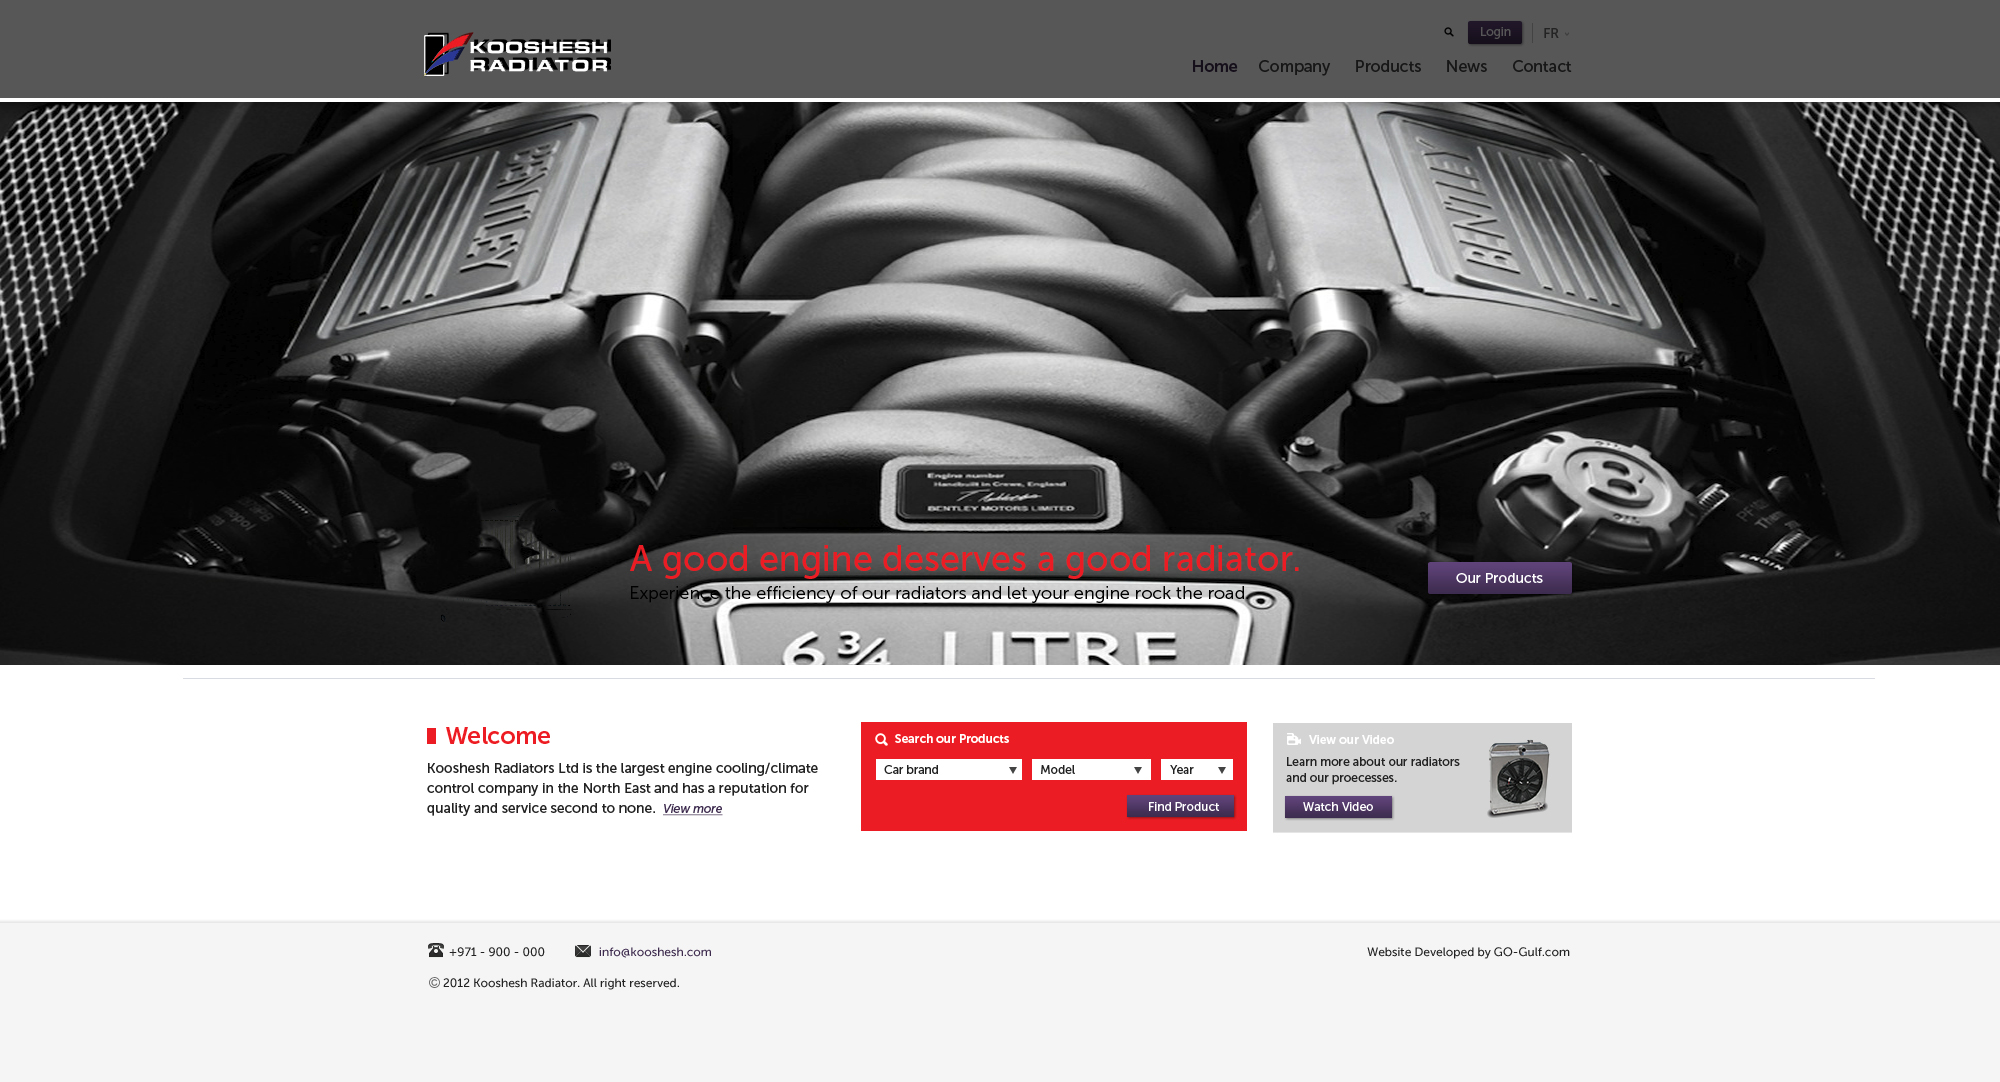 KOOSHESH
RADIATOR
Login
FR
Home Company Products News Contact
BENTLEY
BENTLEY
Engine number
Handbuilt in Crewe, England
BENTLEY MOTORS LIMITED
A good engine deserves a good radiator.
Experience the efficiency of our radiators and let your engine rock the road.
Our Products
6¾ LITRE
Welcome
Kooshesh Radiators Ltd is the largest engine cooling/climate
control company in the North East and has a reputation for
quality and service second to none. View more
Search our Products
Car brand Model Year
Find Product
View our Video
Learn more about our radiators
and our proecesses.
Watch Video
+971 - 900 - 000 info@kooshesh.com
Website Developed by GO-Gulf.com
© 2012 Kooshesh Radiator. All right reserved.